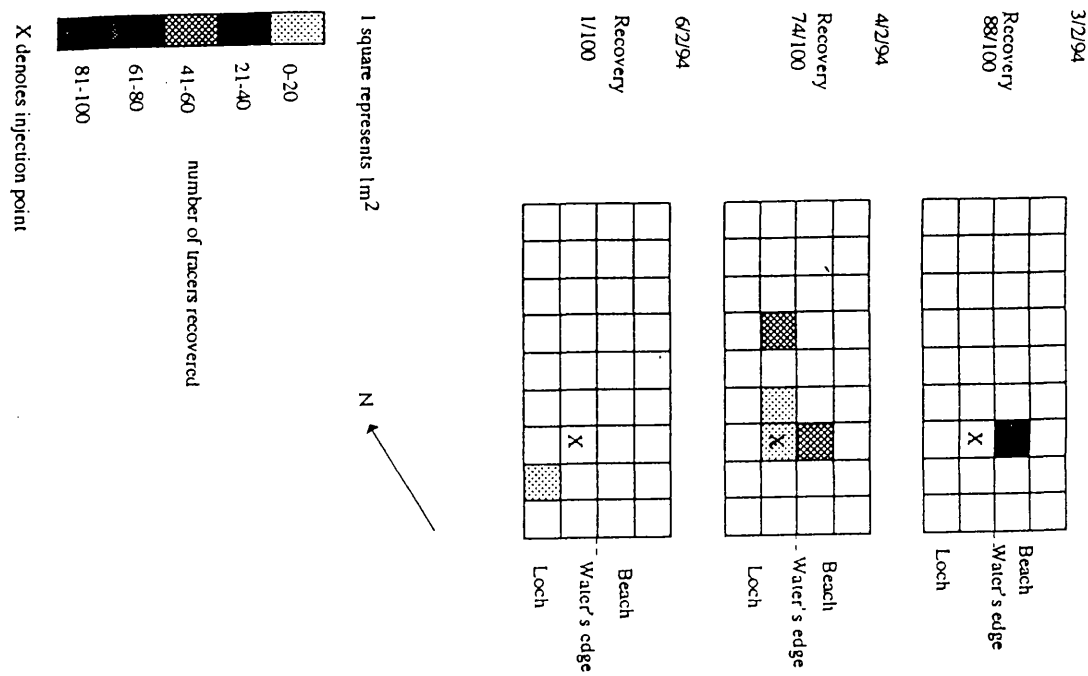 3/2/94
Recovery
88/100
Beach
Water's edge
X
Loch
4/2/94
Recovery
74/100
Beach
Water's edge
X
Loch
6/2/94
Recovery
1/100
Beach
Water's edge
X
Loch
N
1 square represents 1m²
0-20
21-40
41-60
61-80
81-100
number of tracers recovered
X denotes injection point